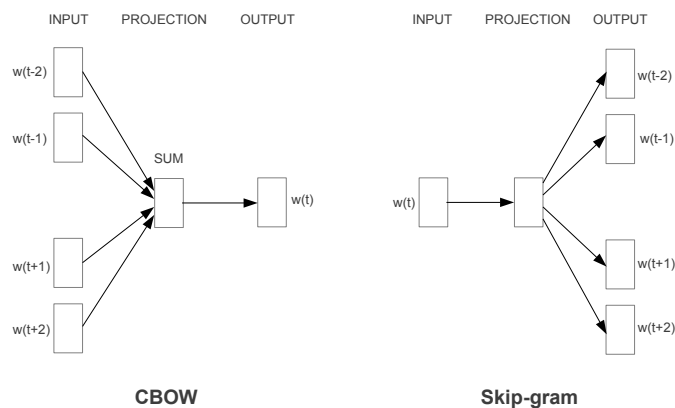 INPUT PROJECTION OUTPUT
w(t-2)
w(t-1)
SUM
w(t)
w(t+1)
w(t+2)
CBOW
INPUT PROJECTION OUTPUT
w(t-2)
w(t-1)
w(t)
w(t+1)
w(t+2)
Skip-gram